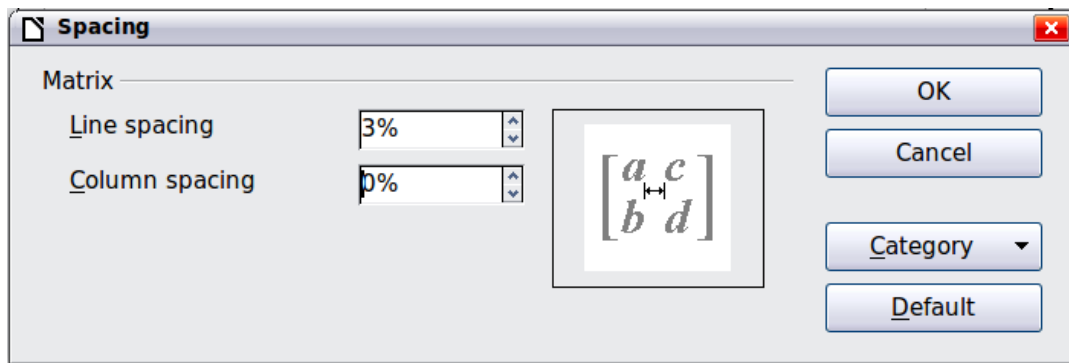 Spacing
Matrix
Line spacing 3%
Column spacing 0%
a c
b d
OK
Cancel
Category
Default